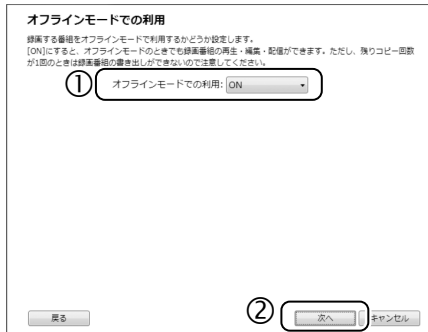 オフラインモードでの利用
録画する番組をオフラインモードで利用するかどうか設定します。
[ON]にすると、オフラインモードのときでも録画番組の再生・編集・配信ができます。ただし、残りコピー回数
が1回のときは録画番組の書き出しができないので注意してください。
① オフラインモードでの利用: ON
戻る ② 次へ キャンセル